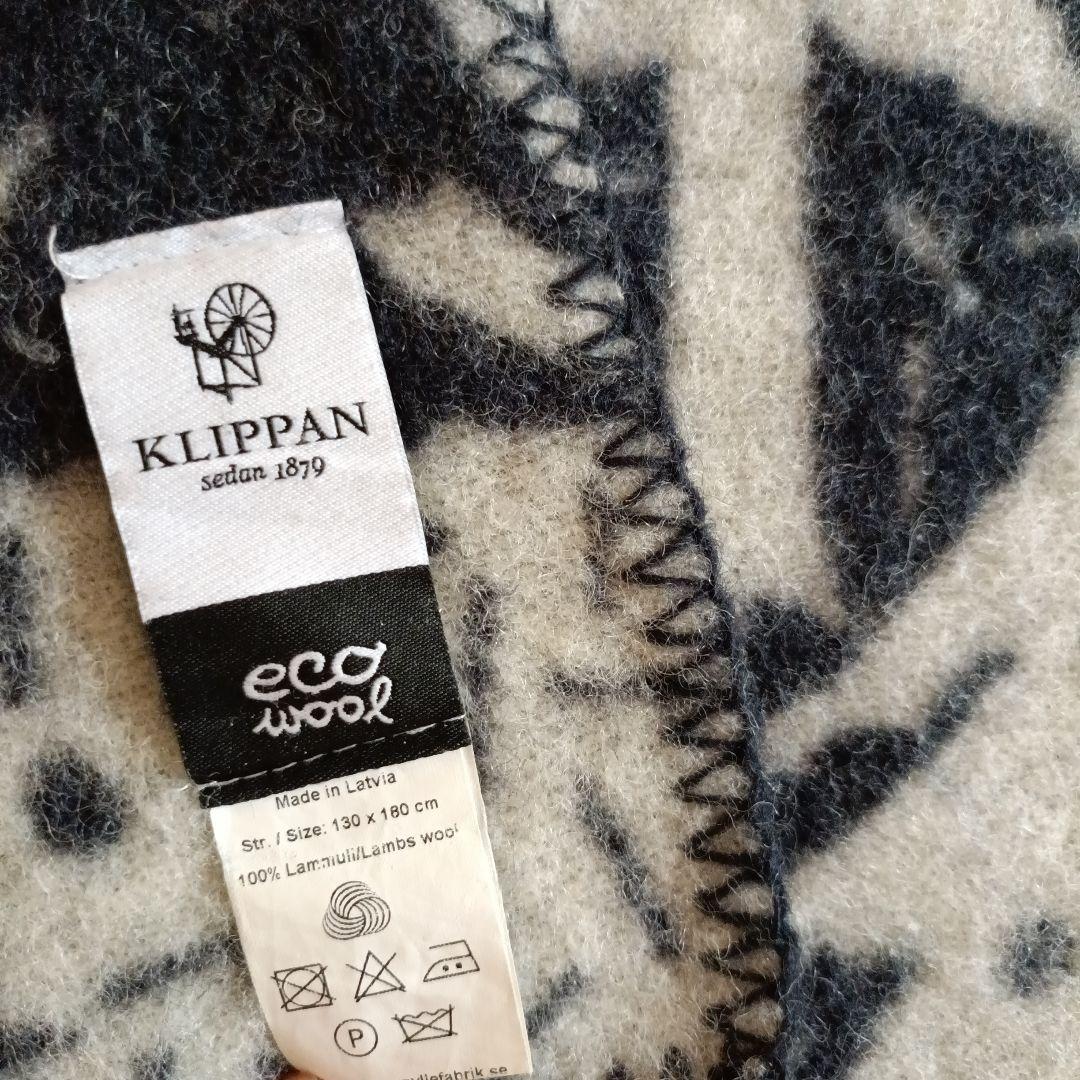 KLIPPAN
sedan 1879
eco
wool
Made in Latvia
Str. / Size: 130 x 180 cm
100% Lammull/Lambs wool
P